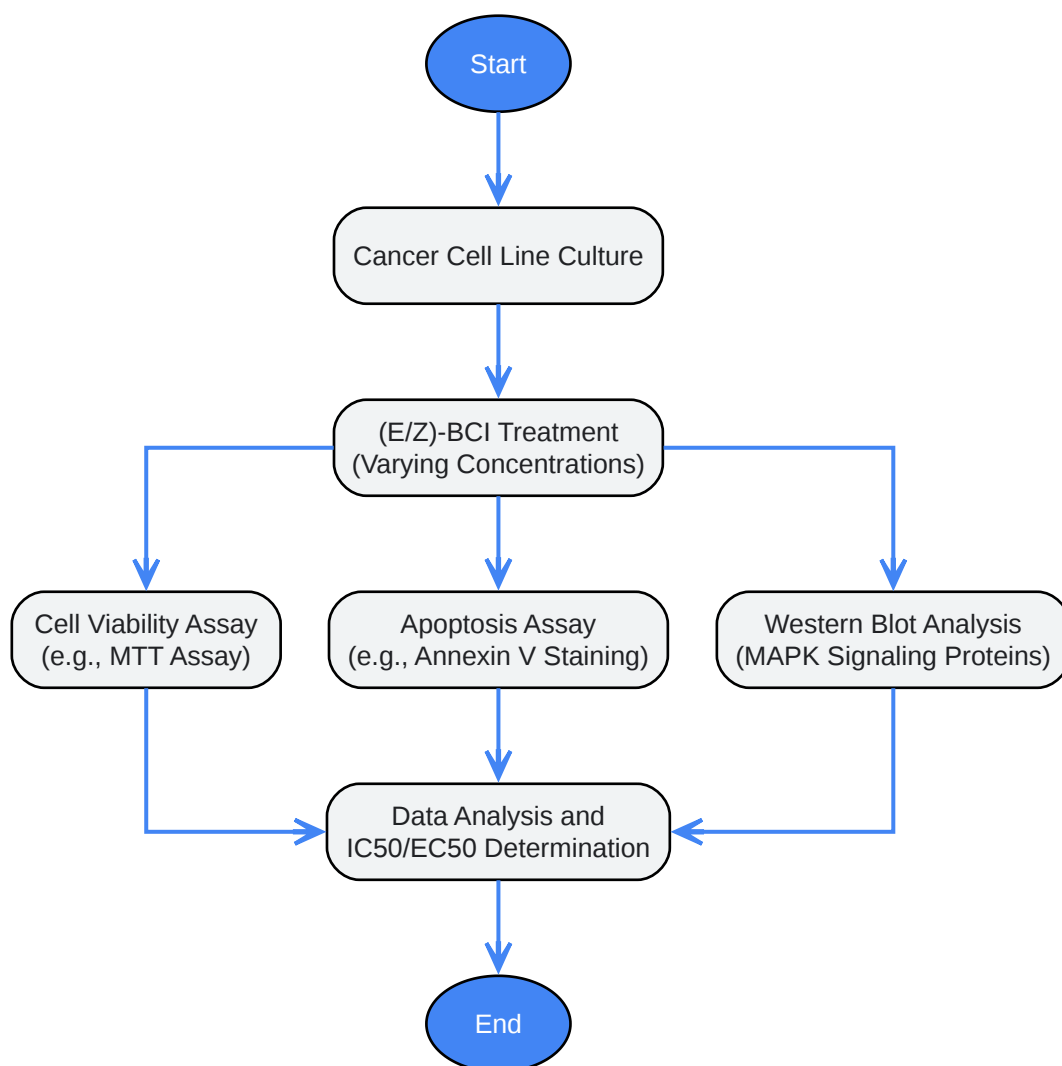 Start
Cancer Cell Line Culture
(E/Z)-BCI Treatment
(Varying Concentrations)
Cell Viability Assay
(e.g., MTT Assay)
Apoptosis Assay
(e.g., Annexin V Staining)
Western Blot Analysis
(MAPK Signaling Proteins)
Data Analysis and
IC50/EC50 Determination
End